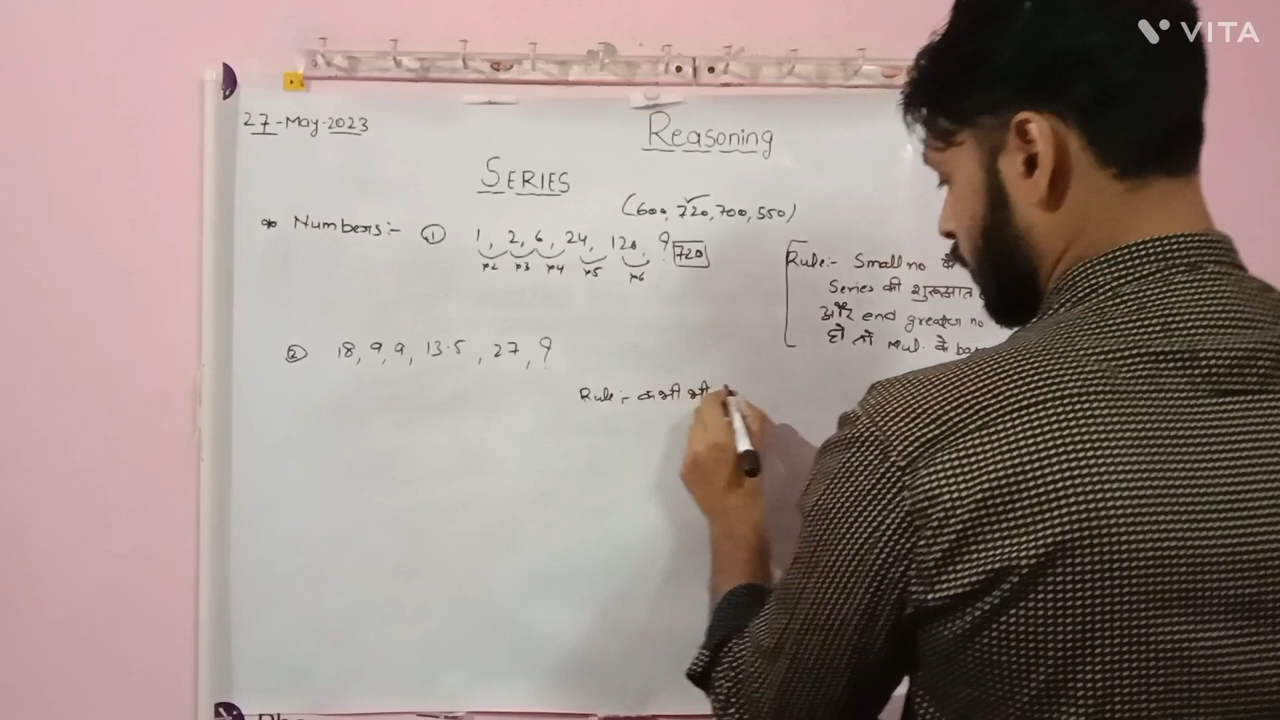 VITA
27-May-2023
Reasoning
SERIES
(600, 720, 700, 550)
Numbers:- ① 1, 2, 6, 24, 120, ? 720
×2 ×3 ×4 ×5 ×6
Rule:- Small no
Series की शुरूआत
और end greater no
हो तो mul. के
② 18, 9, 9, 13.5, 27, ?
Rule:- कभी भी